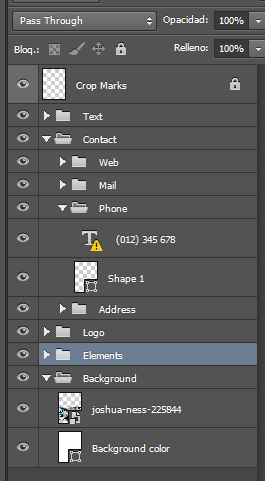 Pass Through Opacidad: 100%
Bloq.: Relleno: 100%
Crop Marks
Text
Contact
Web
Mail
Phone
T (012) 345 678
Shape 1
Address
Logo
Elements
Background
joshua-ness-225844
Background color